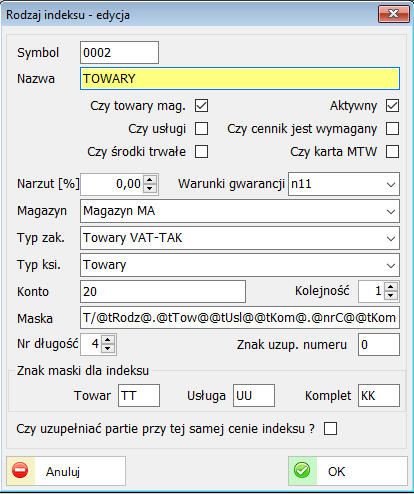 Rodzaj indeksu - edycja
Symbol 0002
Nazwa TOWARY
Czy towary mag. Aktywny
Czy usługi Czy cennik jest wymagany
Czy środki trwałe Czy karta MTW
Narzut [%] 0,00 Warunki gwarancji n11
Magazyn Magazyn MA
Typ zak. Towary VAT-TAK
Typ ksi. Towary
Konto 20 Kolejność 1
Maska T/@tRodz@.@tTow@@tUsl@@tKom@.@nrC@@tKom
Nr długość 4 Znak uzup. numeru 0
Znak maski dla indeksu
Towar TT Usługa UU Komplet KK
Czy uzupełniać partie przy tej samej cenie indeksu ?
Anuluj OK